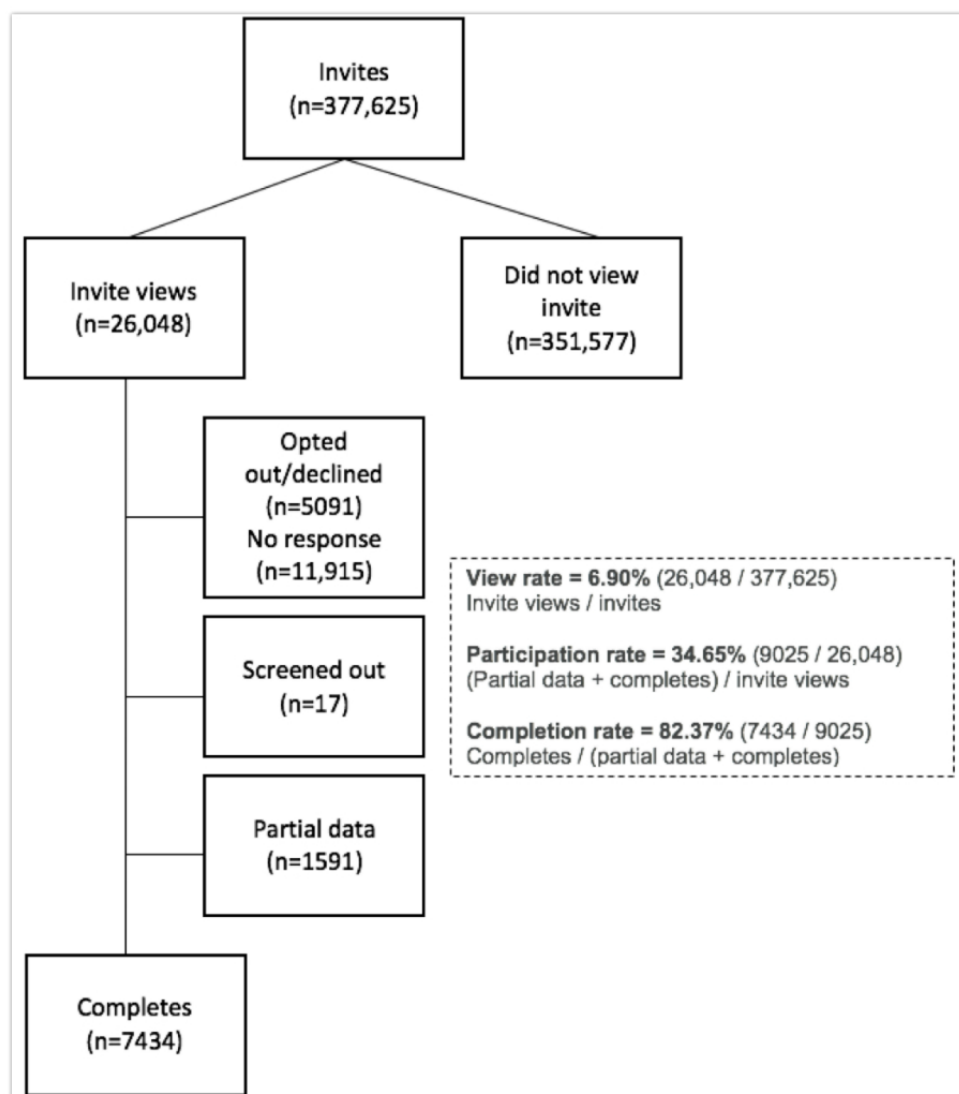 Invites
(n=377,625)
Invite views
(n=26,048)
Did not view
invite
(n=351,577)
Opted
out/declined
(n=5091)
No response
(n=11,915)
Screened out
(n=17)
Partial data
(n=1591)
Completes
(n=7434)
View rate = 6.90% (26,048 / 377,625)
Invite views / invites
Participation rate = 34.65% (9025 / 26,048)
(Partial data + completes) / invite views
Completion rate = 82.37% (7434 / 9025)
Completes / (partial data + completes)